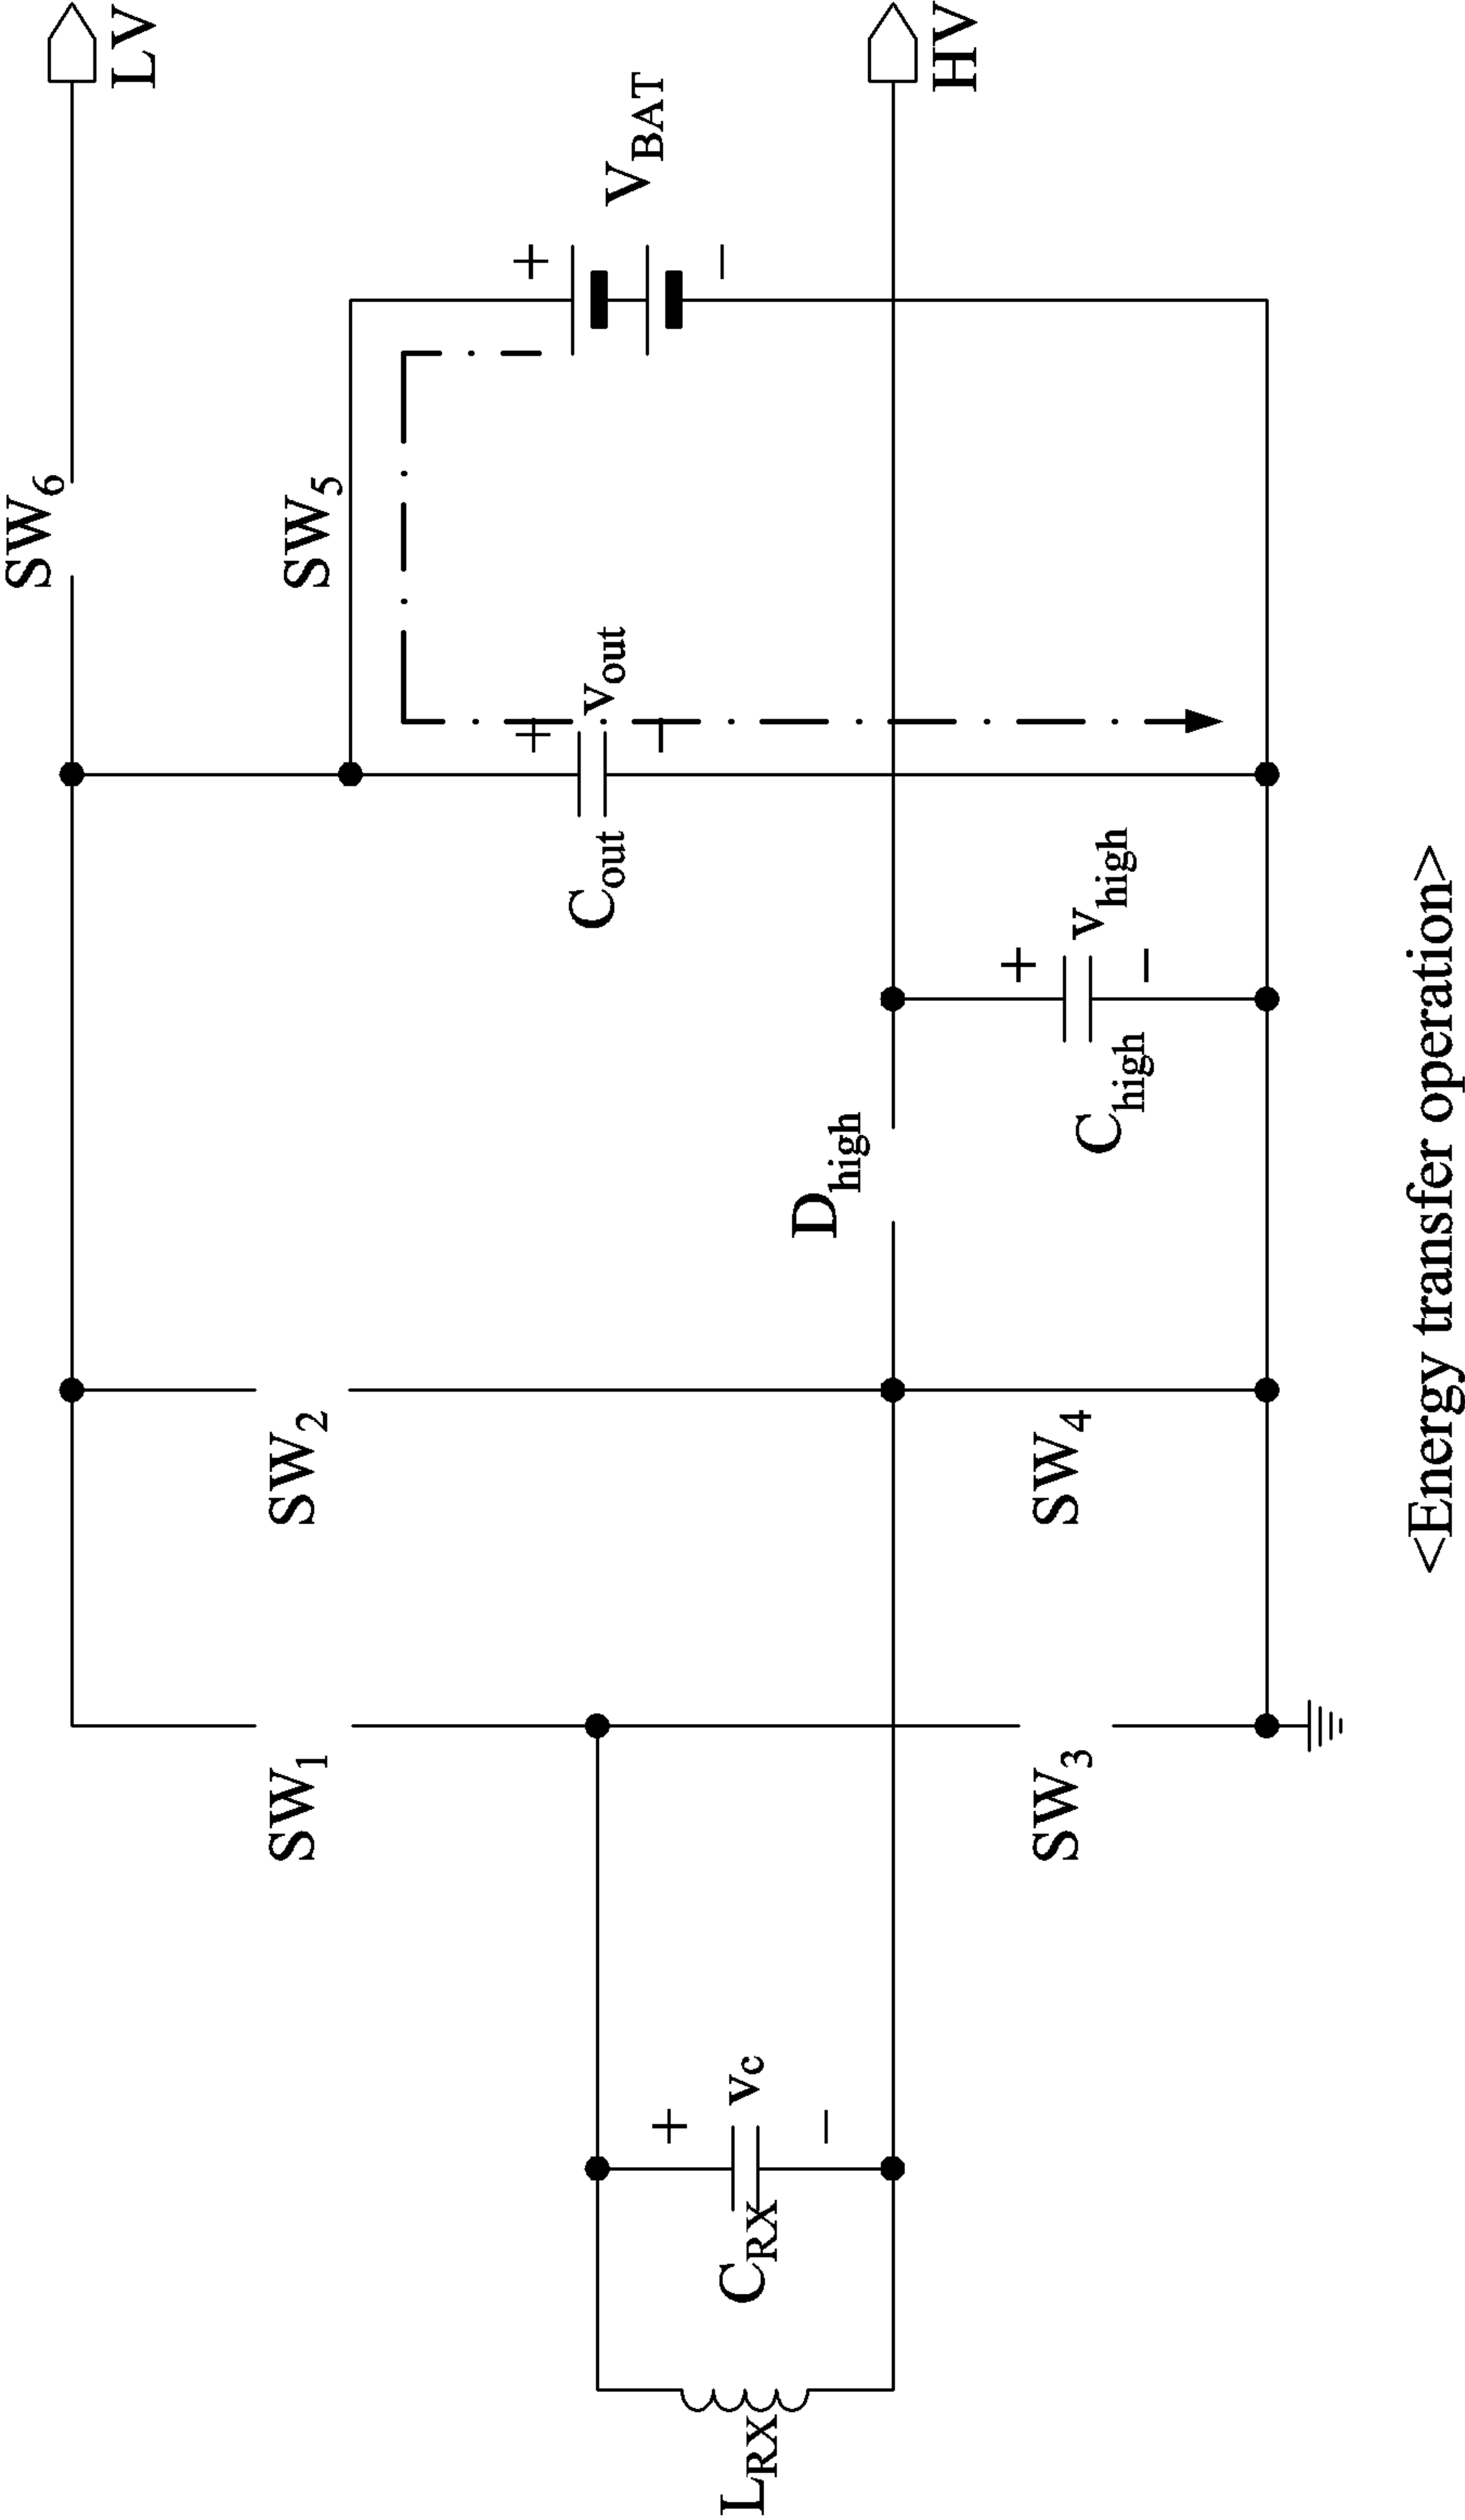 SW6
LV
SW5
SW1
SW2
+
VBAT
−
Cout
+
vout
−
LRX
CRX
+
vc
−
Dhigh
HV
SW3
SW4
Chigh
+
vhigh
−
<Energy transfer operation>